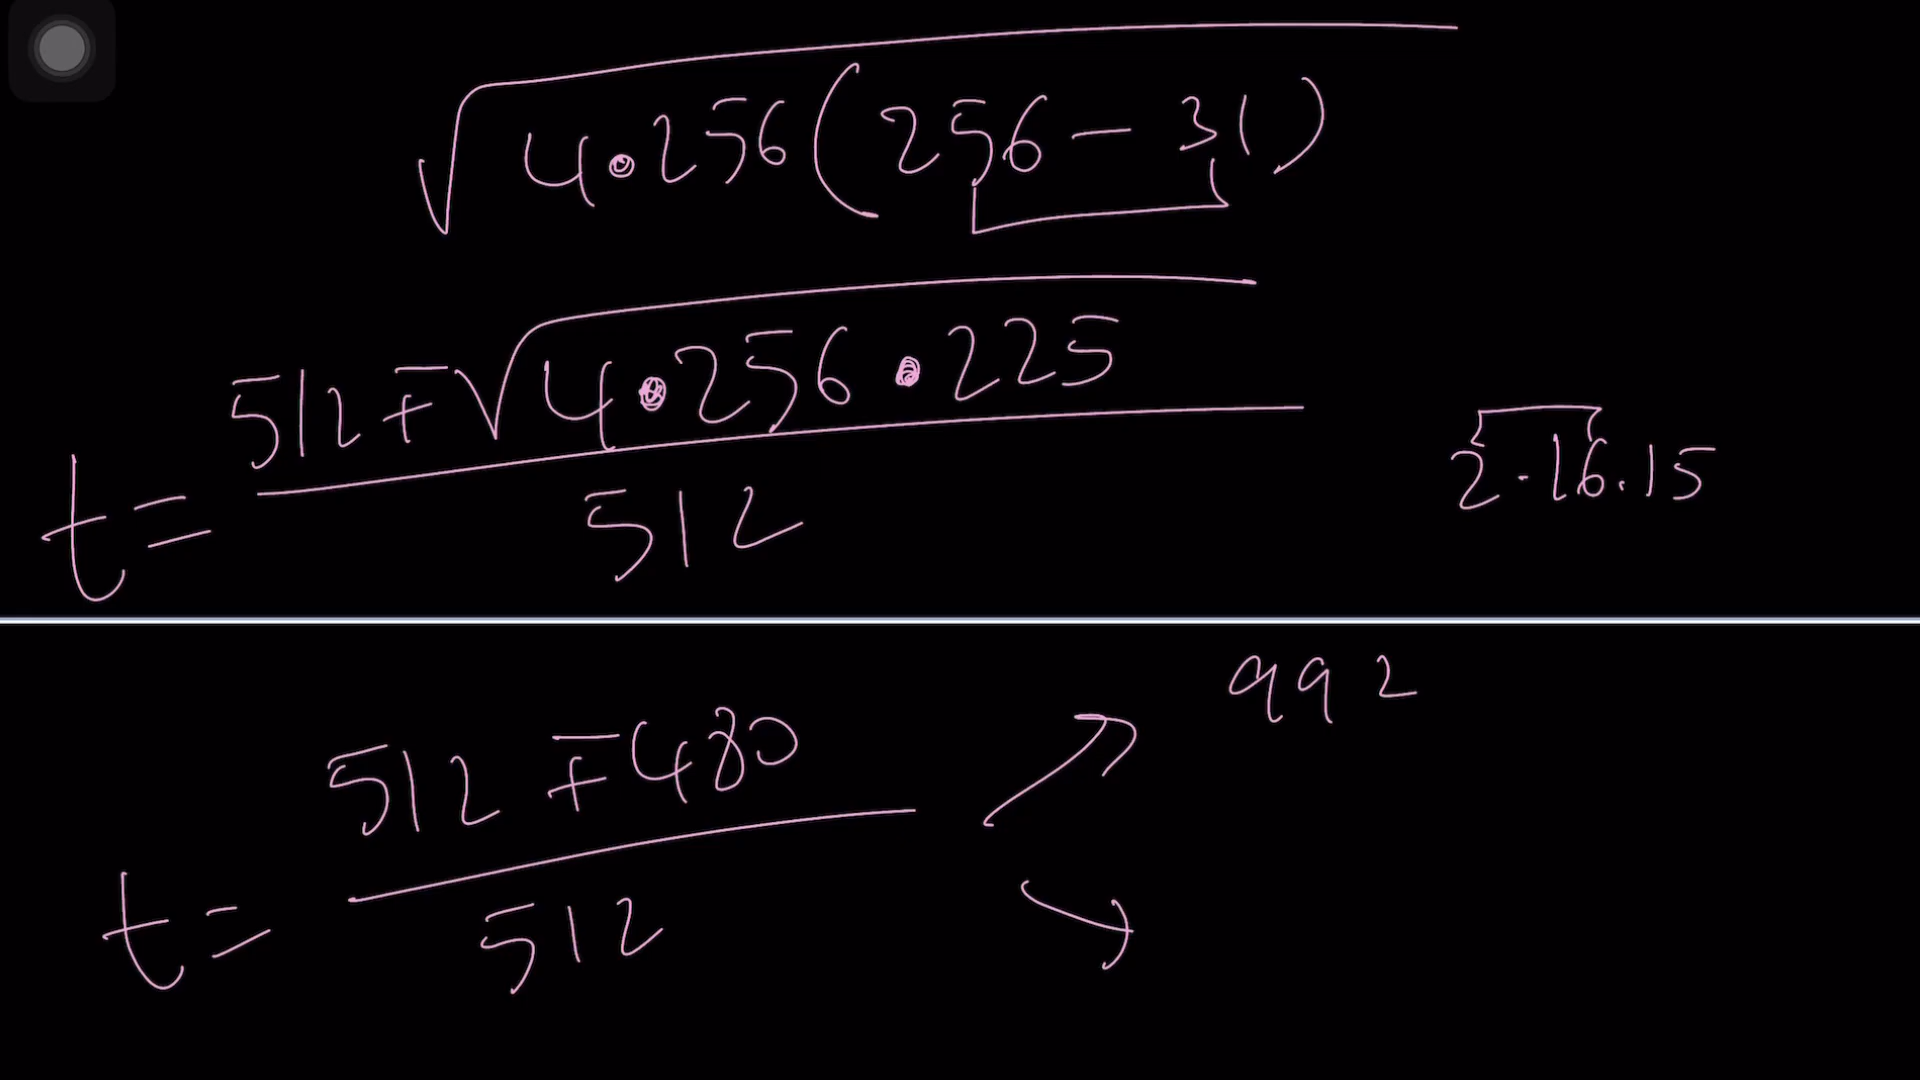 √4·256(256-31)
t = 512∓√4·256·225 / 512
2·16·15
t = 512∓480 / 512
992